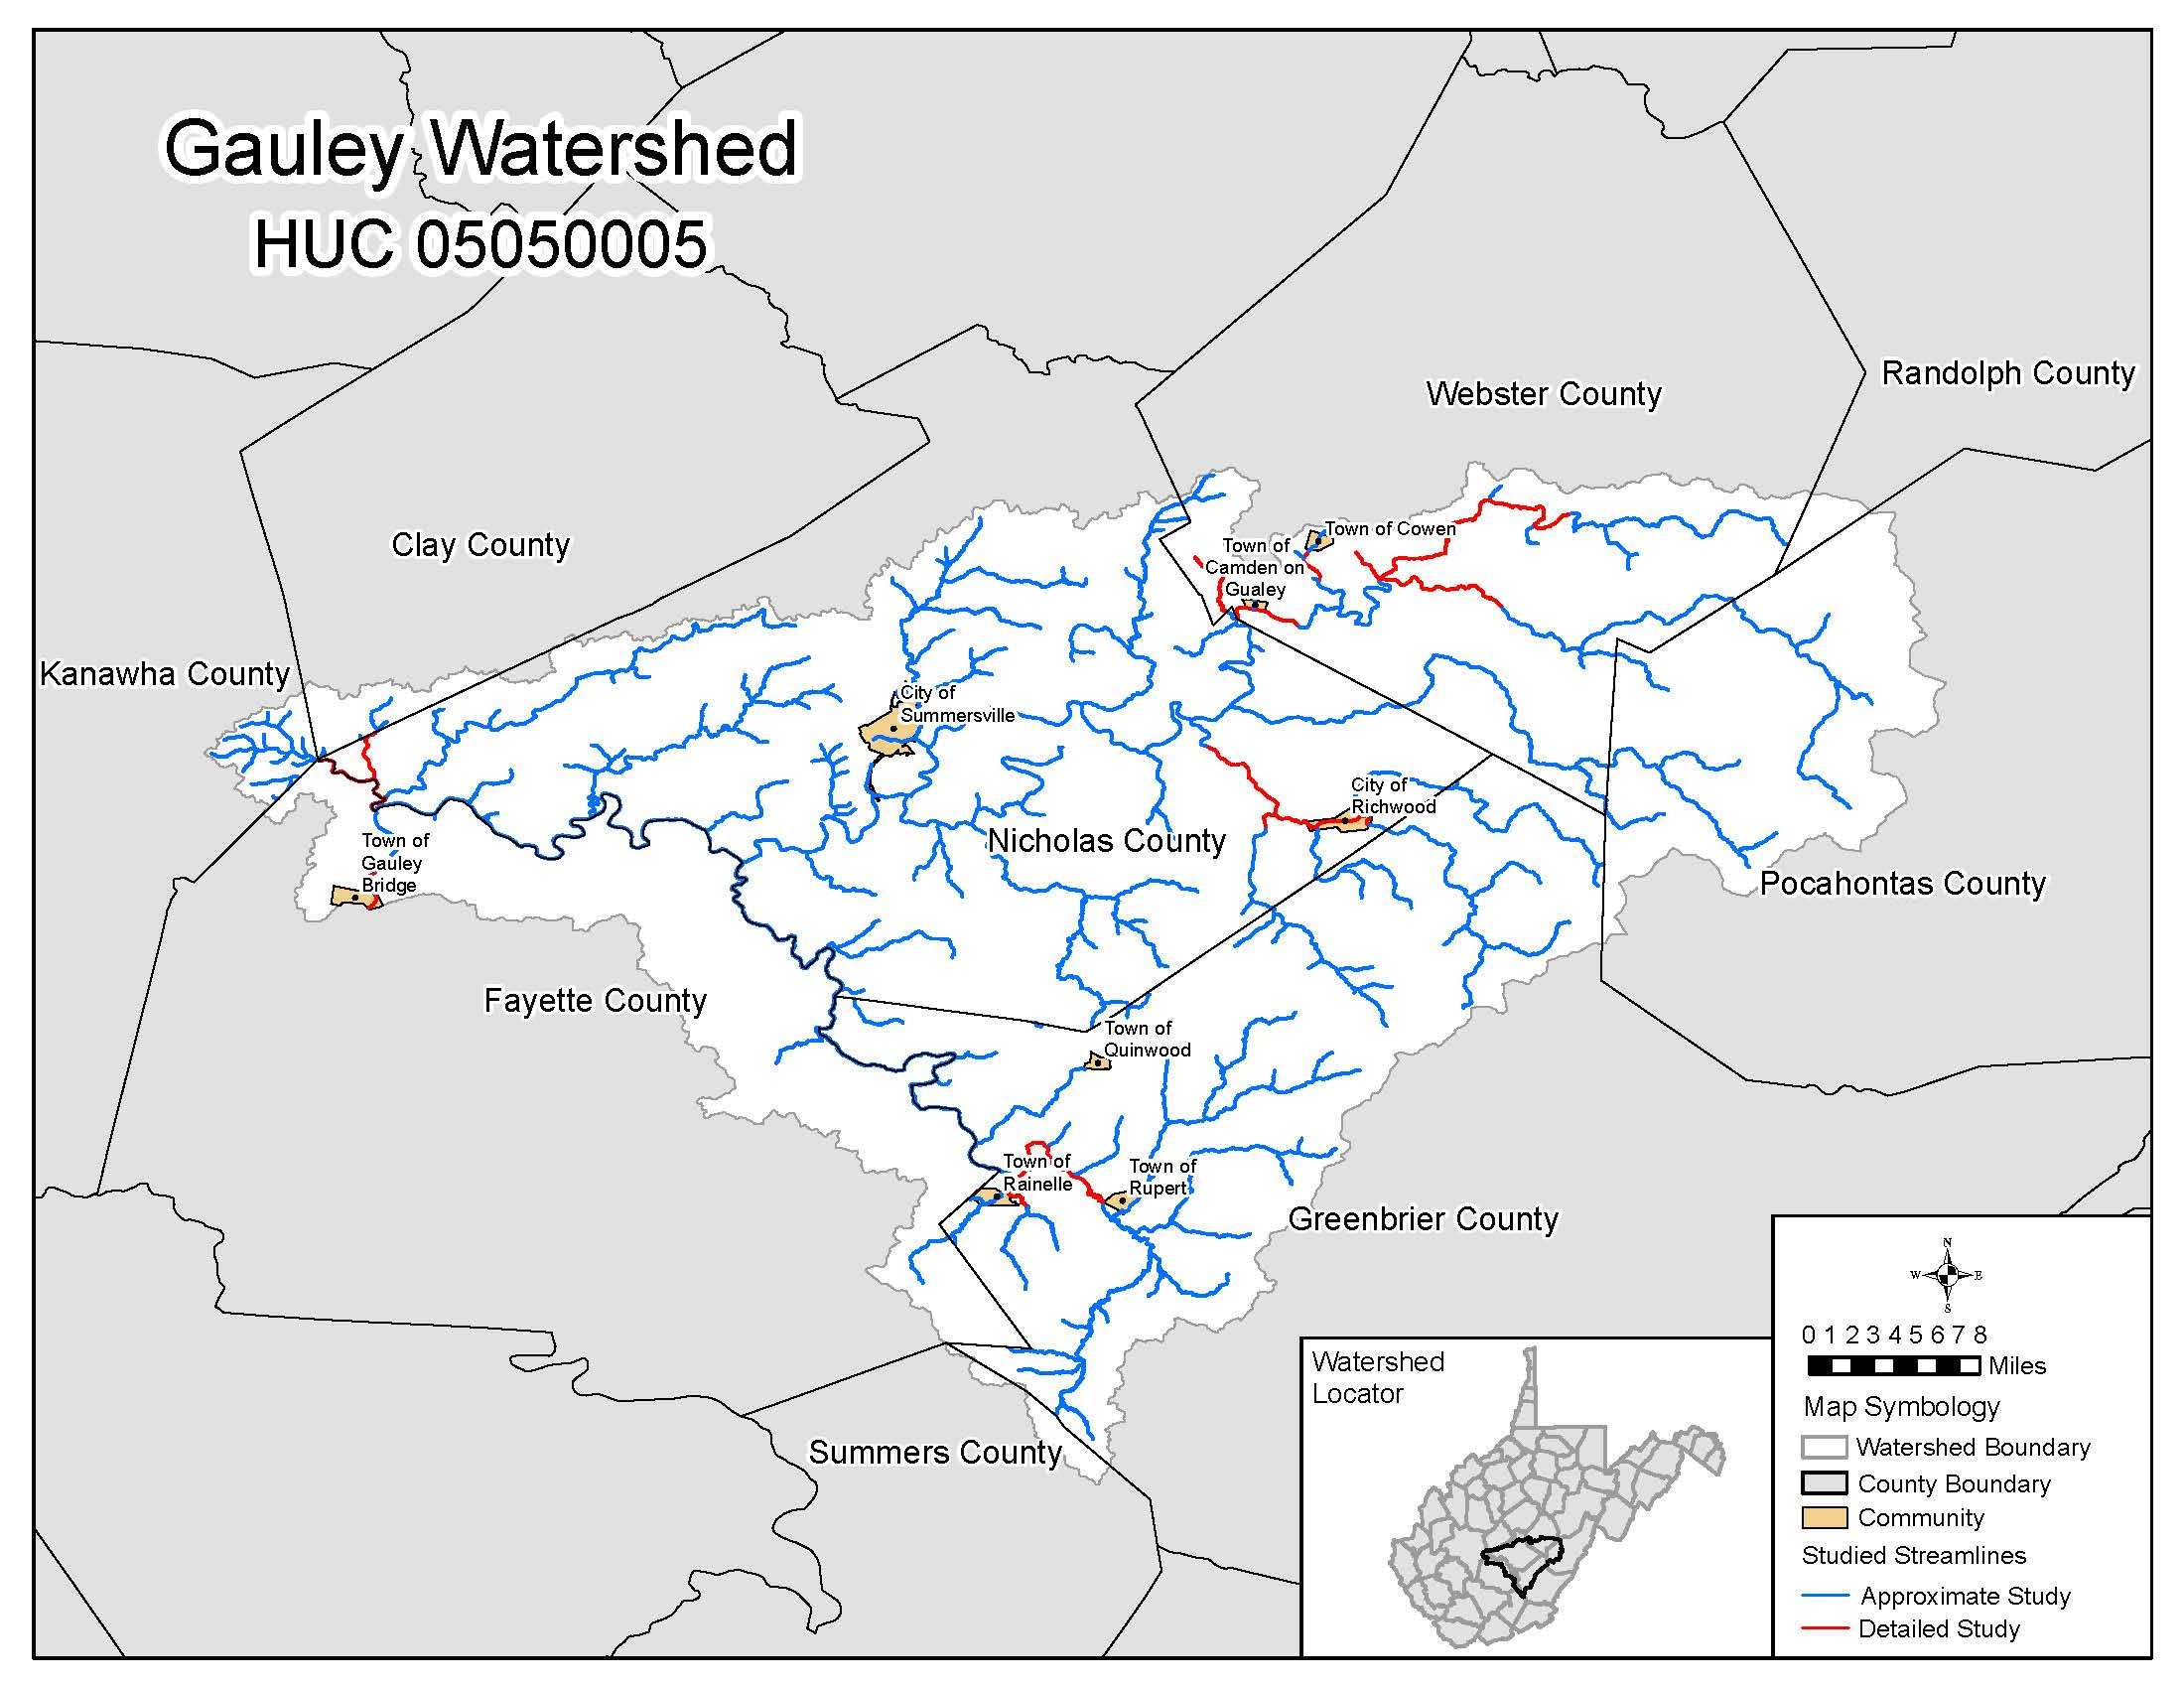 Gauley Watershed
HUC 05050005
Randolph County
Webster County
Town of Cowen
Town of
Camden on
Gualey
Clay County
Kanawha County
City of
Summersville
City of
Richwood
Nicholas County
Town of
Gauley
Bridge
Pocahontas County
Fayette County
Town of
Quinwood
Town of
Rainelle
Town of
Rupert
Greenbrier County
Summers County
Watershed
Locator
N
W E
S
0 1 2 3 4 5 6 7 8
Miles
Map Symbology
Watershed Boundary
County Boundary
Community
Studied Streamlines
Approximate Study
Detailed Study